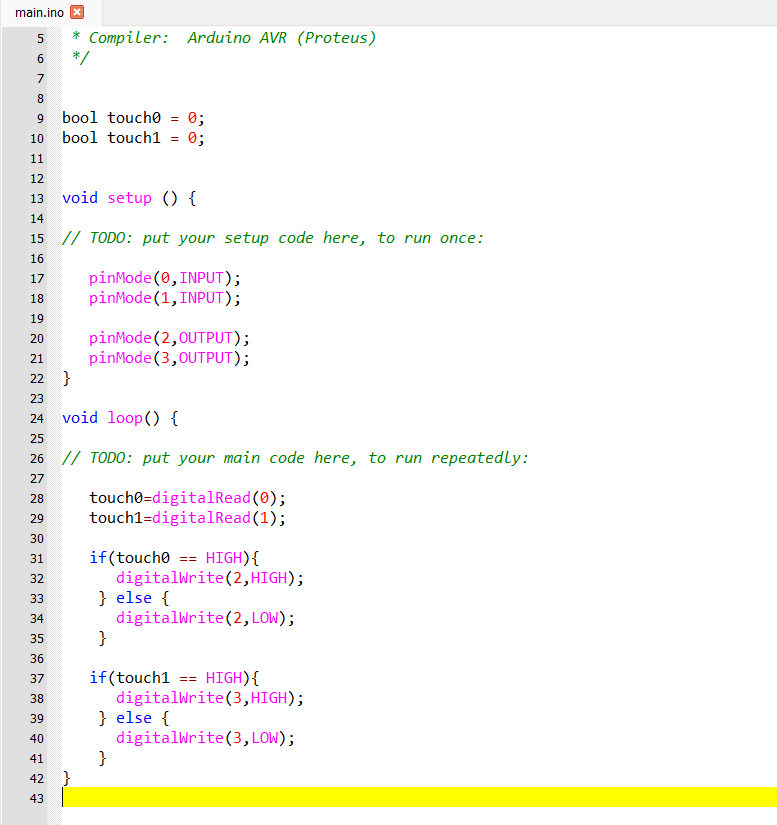 main.ino
5 * Compiler:  Arduino AVR (Proteus)
6 */
7
8
9 bool touch0 = 0;
10 bool touch1 = 0;
11
12
13 void setup () {
14
15 // TODO: put your setup code here, to run once:
16
17 pinMode(0,INPUT);
18 pinMode(1,INPUT);
19
20 pinMode(2,OUTPUT);
21 pinMode(3,OUTPUT);
22 }
23
24 void loop() {
25
26 // TODO: put your main code here, to run repeatedly:
27
28 touch0=digitalRead(0);
29 touch1=digitalRead(1);
30
31 if(touch0 == HIGH){
32 digitalWrite(2,HIGH);
33 } else {
34 digitalWrite(2,LOW);
35 }
36
37 if(touch1 == HIGH){
38 digitalWrite(3,HIGH);
39 } else {
40 digitalWrite(3,LOW);
41 }
42 }
43